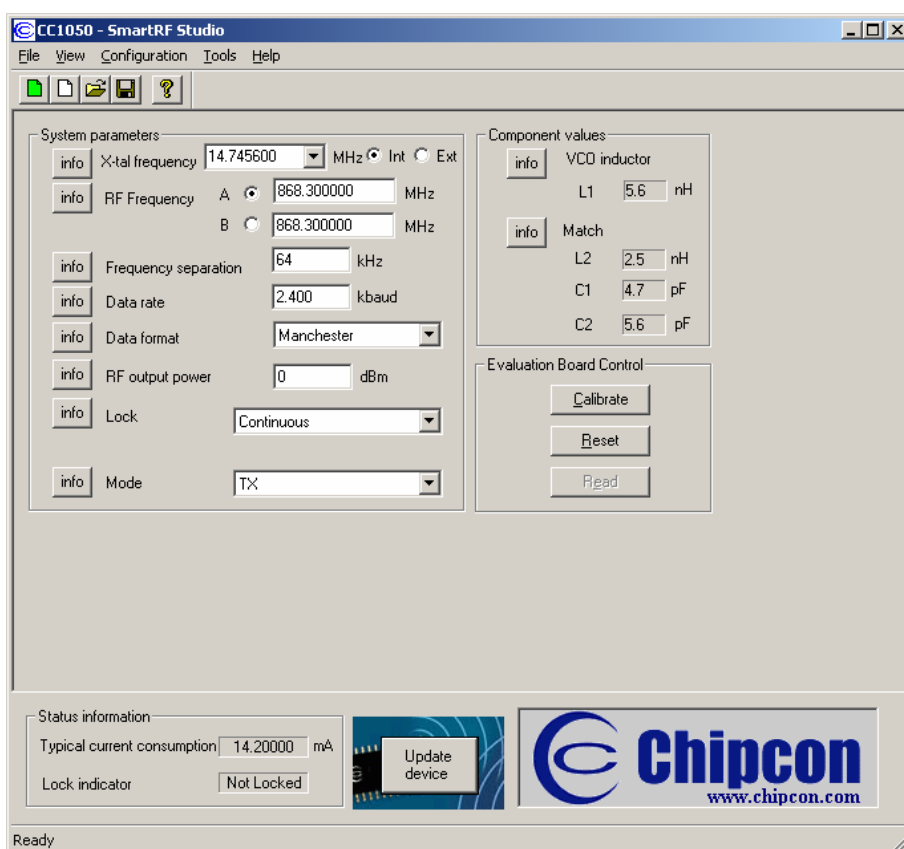 CC1050 - SmartRF Studio
File View Configuration Tools Help
System parameters
info X-tal frequency 14.745600 MHz Int Ext
info RF Frequency A 868.300000 MHz
B 868.300000 MHz
info Frequency separation 64 kHz
info Data rate 2.400 kbaud
info Data format Manchester
info RF output power 0 dBm
info Lock Continuous
info Mode TX
Component values
info VCO inductor
L1 5.6 nH
info Match
L2 2.5 nH
C1 4.7 pF
C2 5.6 pF
Evaluation Board Control
Calibrate
Reset
Read
Status information
Typical current consumption 14.20000 mA
Lock indicator Not Locked
Update
device
Chipcon
www.chipcon.com
Ready